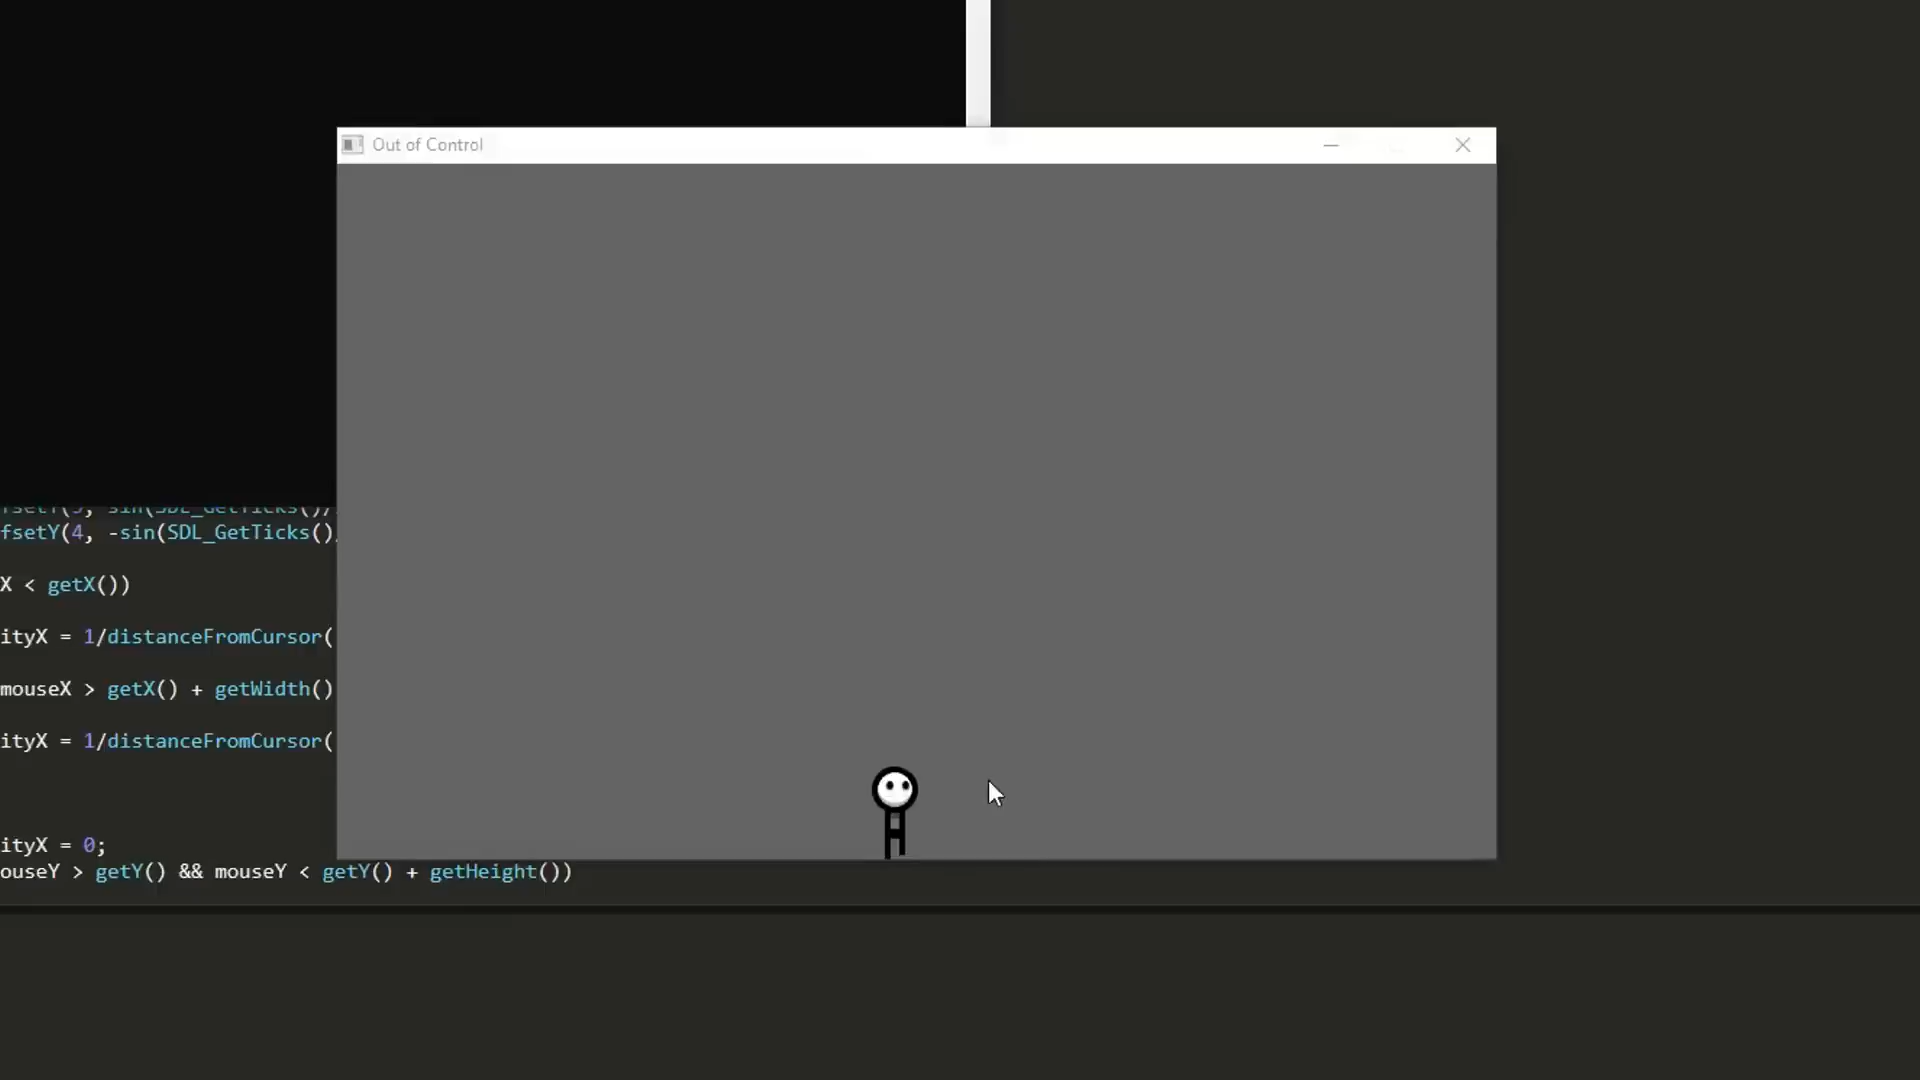 Out of Control
fsetY(4, -sin(SDL_GetTicks()
X < getX())
ityX = 1/distanceFromCursor(
mouseX > getX() + getWidth()
ityX = 1/distanceFromCursor(
ityX = 0;
ouseY > getY() && mouseY < getY() + getHeight())